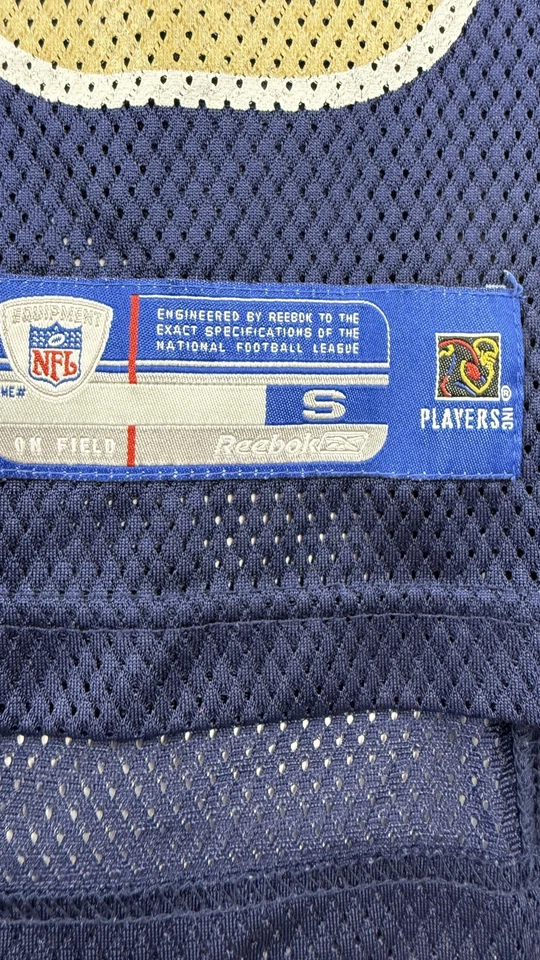 EQUIPMENT
NFL
ENGINEERED BY REEBOK TO THE
EXACT SPECIFICATIONS OF THE
NATIONAL FOOTBALL LEAGUE
ME#
S
ON FIELD
Reebok
PLAYERS INC
®